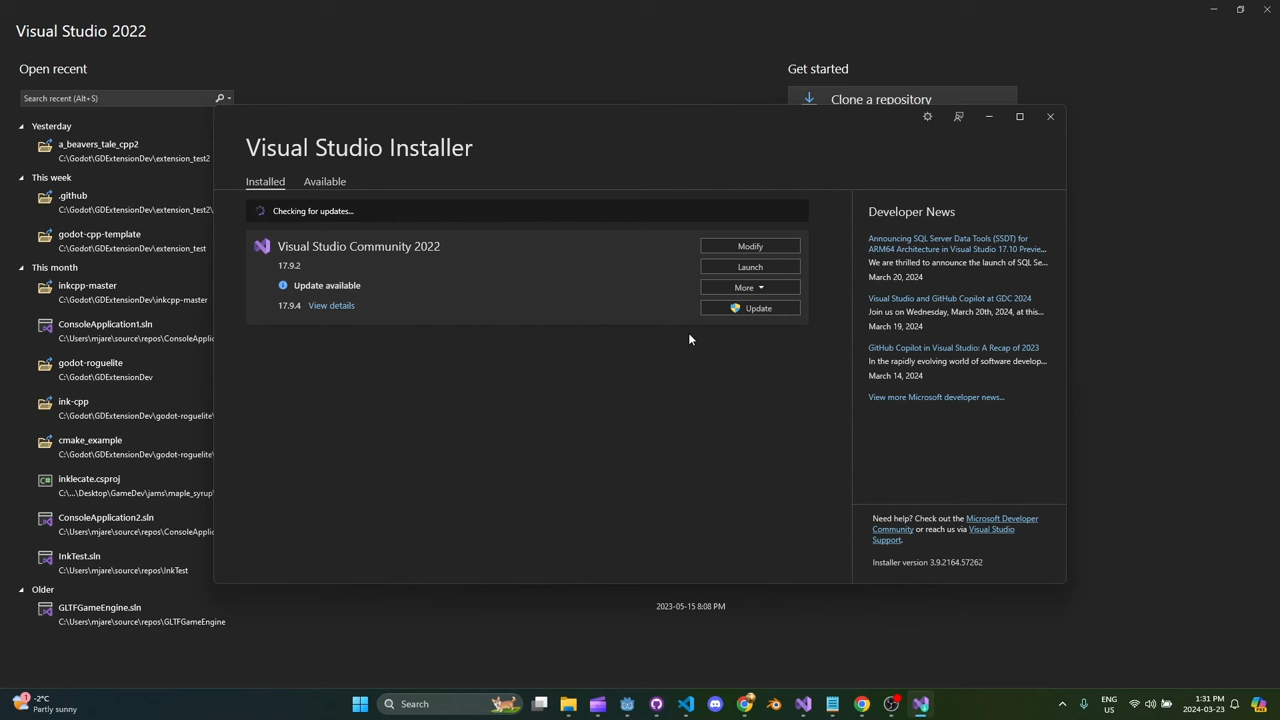 Visual Studio 2022
Open recent
Search recent (Alt+S)
Yesterday
a_beavers_tale_cpp2
C:\Godot\GDExtensionDev\extension_test2
This week
.github
C:\Godot\GDExtensionDev\extension_test2\
godot-cpp-template
C:\Godot\GDExtensionDev\extension_test
This month
inkcpp-master
C:\Godot\GDExtensionDev\inkcpp-master
ConsoleApplication1.sln
C:\Users\mjare\source\repos\ConsoleApplic
godot-roguelite
C:\Godot\GDExtensionDev
ink-cpp
C:\Godot\GDExtensionDev\godot-roguelite\
cmake_example
C:\Godot\GDExtensionDev\godot-roguelite\
inklecate.csproj
C:\...\Desktop\GameDev\jams\maple_syrup\
ConsoleApplication2.sln
C:\Users\mjare\source\repos\ConsoleApplic
InkTest.sln
C:\Users\mjare\source\repos\InkTest
Older
GLTFGameEngine.sln
C:\Users\mjare\source\repos\GLTFGameEngine
2023-05-15 8:08 PM
Get started
Clone a repository
Visual Studio Installer
Installed
Available
Checking for updates...
Visual Studio Community 2022
17.9.2
Update available
17.9.4 View details
Modify
Launch
More
Update
Developer News
Announcing SQL Server Data Tools (SSDT) for
ARM64 Architecture in Visual Studio 17.10 Previe...
We are thrilled to announce the launch of SQL Se...
March 20, 2024
Visual Studio and GitHub Copilot at GDC 2024
Join us on Wednesday, March 20th, 2024, at this...
March 19, 2024
GitHub Copilot in Visual Studio: A Recap of 2023
In the rapidly evolving world of software develop...
March 14, 2024
View more Microsoft developer news...
Need help? Check out the Microsoft Developer
Community or reach us via Visual Studio
Support.
Installer version 3.9.2164.57262
1
-2°C
Partly sunny
Search
ENG
US
1:31 PM
2024-03-23